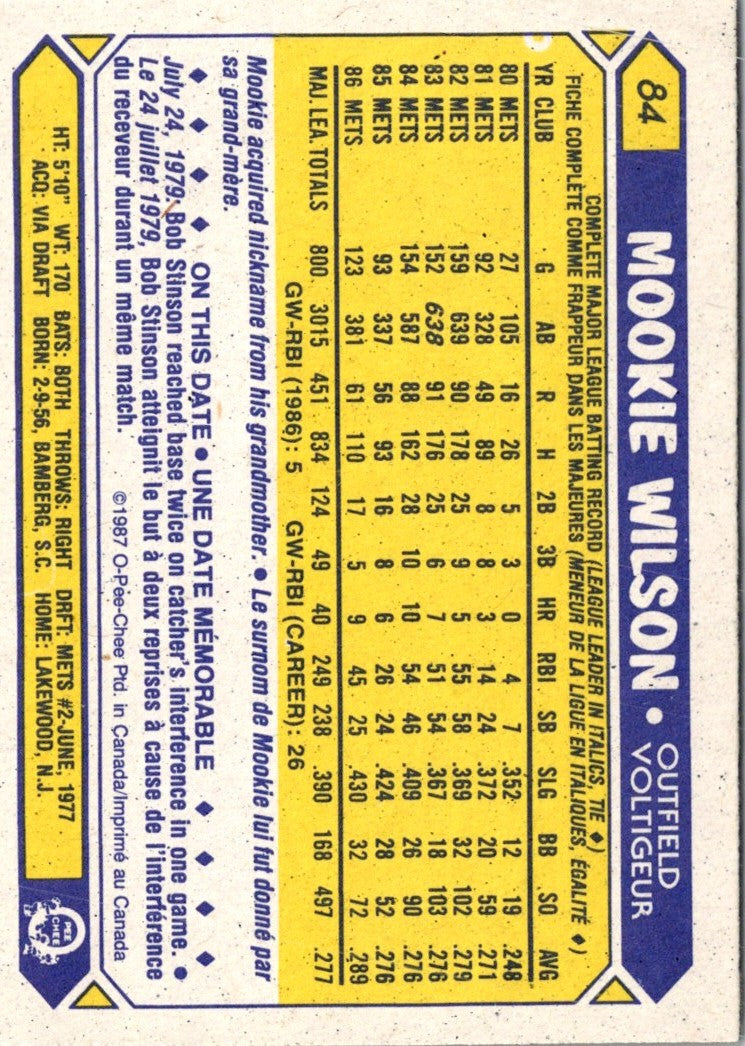 84 MOOKIE WILSON • OUTFIELD
VOLTIGEUR
COMPLETE MAJOR LEAGUE BATTING RECORD (LEAGUE LEADER IN ITALICS, TIE ♦)
FICHE COMPLÈTE COMME FRAPPEUR DANS LES MAJEURES (MENEUR DE LA LIGUE EN ITALIQUES, ÉGALITÉ ♦)
YR CLUB G AB R H 2B 3B HR RBI SB SLG BB SO AVG
80 METS 27 105 16 26 5 3 0 4 7 .352 12 19 .248
81 METS 92 328 49 89 8 8 3 14 24 .372 20 59 .271
82 METS 159 639 90 178 25 9 5 55 58 .369 32 102 .279
83 METS 152 638 91 176 25 6 7 51 54 .367 18 103 .276
84 METS 154 587 88 162 28 10 10 54 46 .409 26 90 .276
85 METS 93 337 56 93 16 8 6 26 24 .424 28 52 .276
86 METS 123 381 61 110 17 5 9 45 25 .430 32 72 .289
MAJ. LEA. TOTALS 800 3015 451 834 124 49 40 249 238 .390 168 497 .277
GW-RBI (1986): 5 GW-RBI (CAREER): 26
Mookie acquired nickname from his grandmother. • Le surnom de Mookie lui fut donné par
sa grand-mère.
♦ ♦ ♦ ♦ ON THIS DATE • UNE DATE MÉMORABLE ♦ ♦ ♦ ♦
July 24, 1979, Bob Stinson reached base twice on catcher's interference in one game. •
Le 24 juillet 1979, Bob Stinson atteignit le but à deux reprises à cause de l'interférence
du receveur durant un même match.
©1987 O-Pee-Chee Ptd. in Canada/Imprimé au Canada
HT: 5'10" WT: 170 BATS: BOTH THROWS: RIGHT DRFT: METS #2-JUNE, 1977
ACQ: VIA DRAFT BORN: 2-9-56, BAMBERG, S.C. HOME: LAKEWOOD, N.J.
O
PEE
CHEE